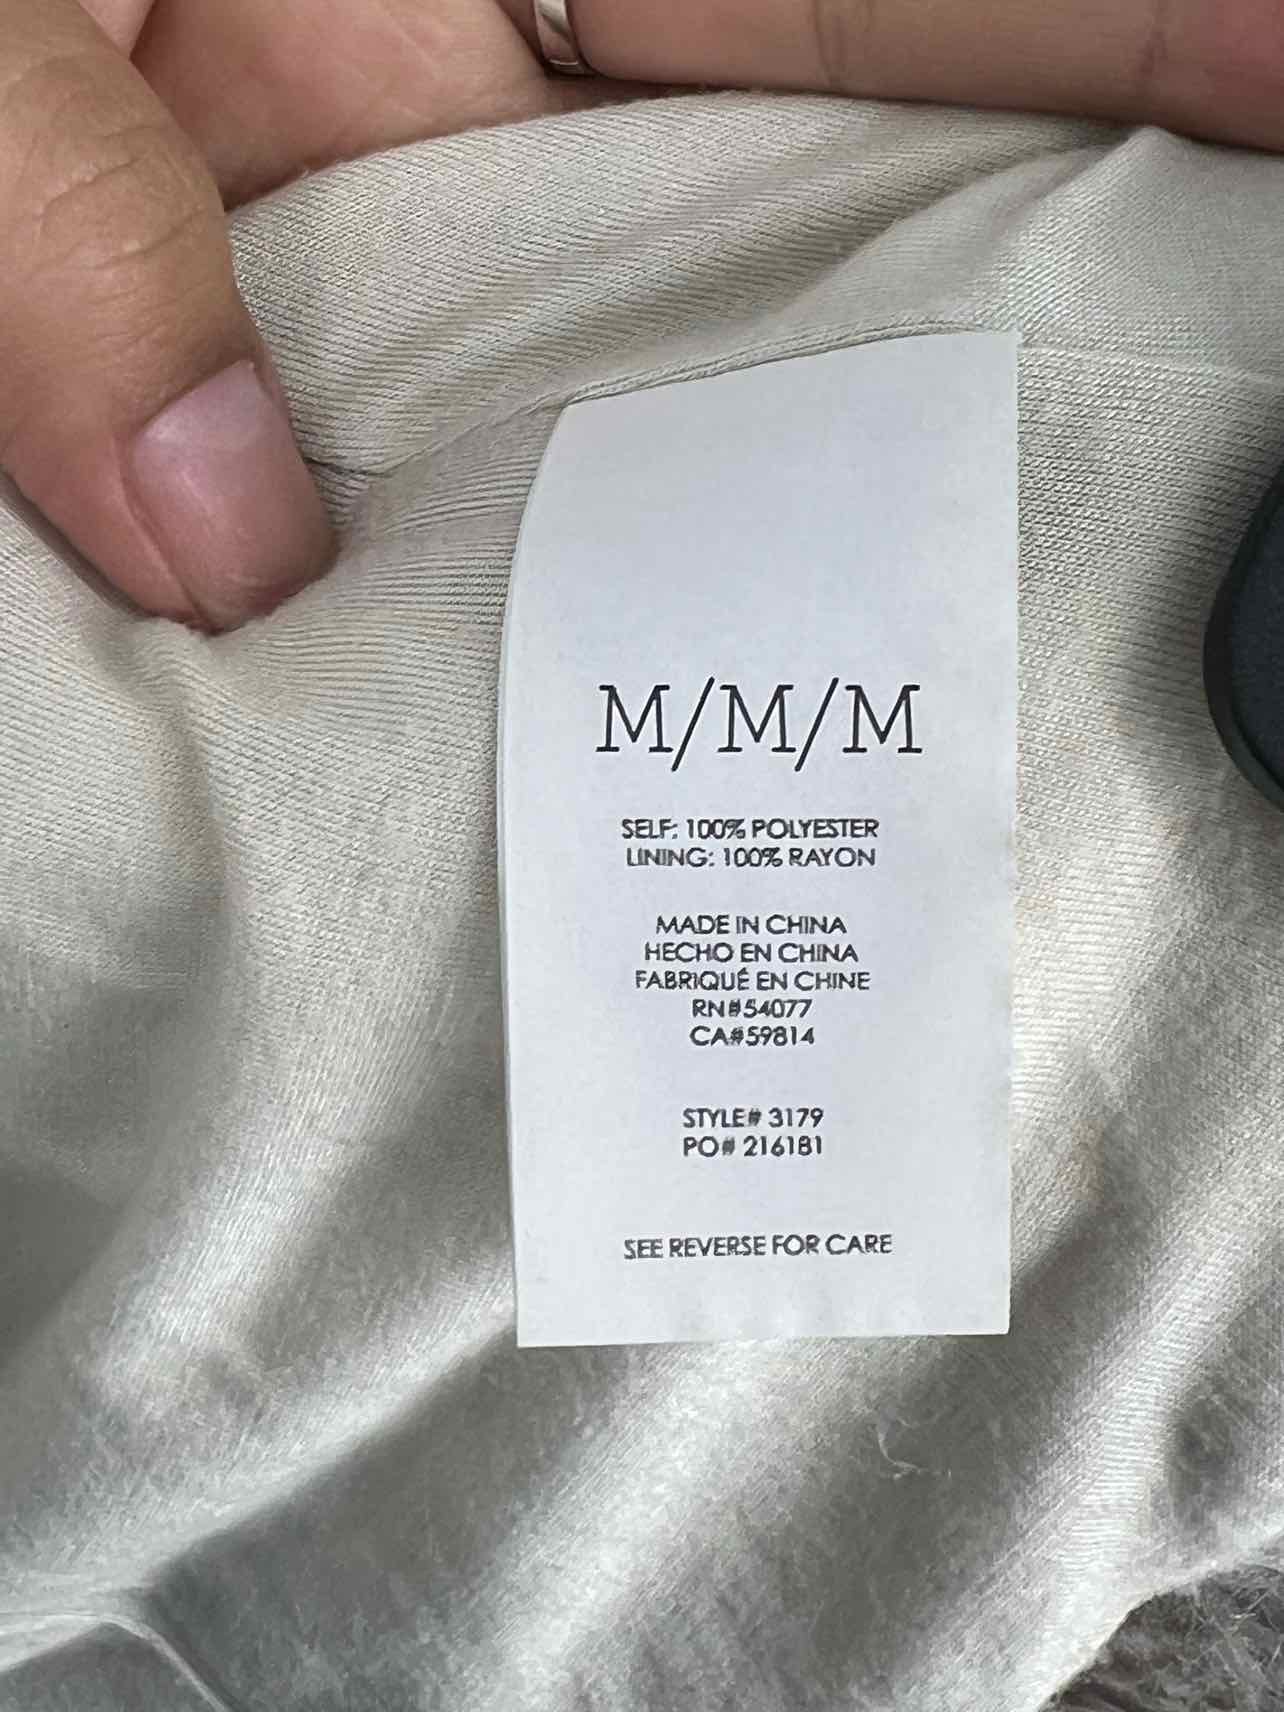 M/M/M
SELF: 100% POLYESTER
LINING: 100% RAYON
MADE IN CHINA
HECHO EN CHINA
FABRIQUÉ EN CHINE
RN#54077
CA#59814
STYLE# 3179
PO# 216181
SEE REVERSE FOR CARE